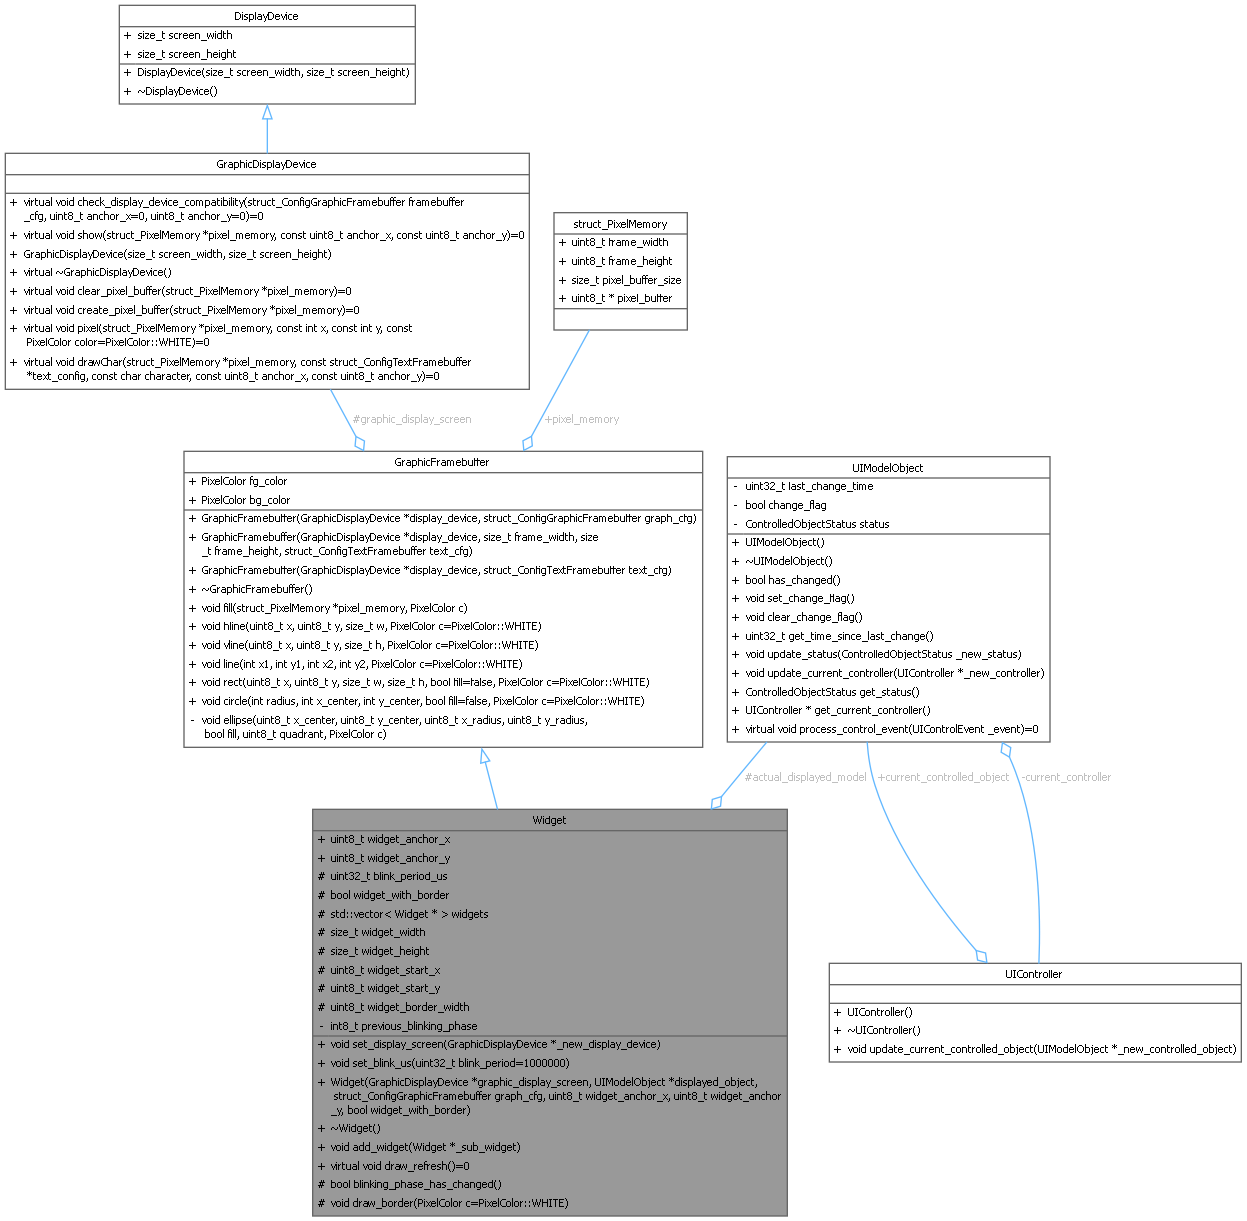 DisplayDevice
+ size_t screen_width
+ size_t screen_height
+ DisplayDevice(size_t screen_width, size_t screen_height)
+ ~DisplayDevice()
GraphicDisplayDevice
+ virtual void check_display_device_compatibility(struct_ConfigGraphicFramebuffer framebuffer
_cfg, uint8_t anchor_x=0, uint8_t anchor_y=0)=0
+ virtual void show(struct_PixelMemory *pixel_memory, const uint8_t anchor_x, const uint8_t anchor_y)=0
+ GraphicDisplayDevice(size_t screen_width, size_t screen_height)
+ virtual ~GraphicDisplayDevice()
+ virtual void clear_pixel_buffer(struct_PixelMemory *pixel_memory)=0
+ virtual void create_pixel_buffer(struct_PixelMemory *pixel_memory)=0
+ virtual void pixel(struct_PixelMemory *pixel_memory, const int x, const int y, const
PixelColor color=PixelColor::WHITE)=0
+ virtual void drawChar(struct_PixelMemory *pixel_memory, const struct_ConfigTextFramebuffer
*text_config, const char character, const uint8_t anchor_x, const uint8_t anchor_y)=0
struct_PixelMemory
+ uint8_t frame_width
+ uint8_t frame_height
+ size_t pixel_buffer_size
+ uint8_t * pixel_buffer
#graphic_display_screen
+pixel_memory
GraphicFramebuffer
+ PixelColor fg_color
+ PixelColor bg_color
+ GraphicFramebuffer(GraphicDisplayDevice *display_device, struct_ConfigGraphicFramebuffer graph_cfg)
+ GraphicFramebuffer(GraphicDisplayDevice *display_device, size_t frame_width, size
_t frame_height, struct_ConfigTextFramebuffer text_cfg)
+ GraphicFramebuffer(GraphicDisplayDevice *display_device, struct_ConfigTextFramebuffer text_cfg)
+ ~GraphicFramebuffer()
+ void fill(struct_PixelMemory *pixel_memory, PixelColor c)
+ void hline(uint8_t x, uint8_t y, size_t w, PixelColor c=PixelColor::WHITE)
+ void vline(uint8_t x, uint8_t y, size_t h, PixelColor c=PixelColor::WHITE)
+ void line(int x1, int y1, int x2, int y2, PixelColor c=PixelColor::WHITE)
+ void rect(uint8_t x, uint8_t y, size_t w, size_t h, bool fill=false, PixelColor c=PixelColor::WHITE)
+ void circle(int radius, int x_center, int y_center, bool fill=false, PixelColor c=PixelColor::WHITE)
- void ellipse(uint8_t x_center, uint8_t y_center, uint8_t x_radius, uint8_t y_radius,
bool fill, uint8_t quadrant, PixelColor c)
UIModelObject
- uint32_t last_change_time
- bool change_flag
- ControlledObjectStatus status
+ UIModelObject()
+ ~UIModelObject()
+ bool has_changed()
+ void set_change_flag()
+ void clear_change_flag()
+ uint32_t get_time_since_last_change()
+ void update_status(ControlledObjectStatus _new_status)
+ void update_current_controller(UIController *_new_controller)
+ ControlledObjectStatus get_status()
+ UIController * get_current_controller()
+ virtual void process_control_event(UIControlEvent _event)=0
#actual_displayed_model
+current_controlled_object
-current_controller
Widget
+ uint8_t widget_anchor_x
+ uint8_t widget_anchor_y
# uint32_t blink_period_us
# bool widget_with_border
# std::vector< Widget * > widgets
# size_t widget_width
# size_t widget_height
# uint8_t widget_start_x
# uint8_t widget_start_y
# uint8_t widget_border_width
- int8_t previous_blinking_phase
+ void set_display_screen(GraphicDisplayDevice *_new_display_device)
+ void set_blink_us(uint32_t blink_period=1000000)
+ Widget(GraphicDisplayDevice *graphic_display_screen, UIModelObject *displayed_object,
struct_ConfigGraphicFramebuffer graph_cfg, uint8_t widget_anchor_x, uint8_t widget_anchor
_y, bool widget_with_border)
+ ~Widget()
+ void add_widget(Widget *_sub_widget)
+ virtual void draw_refresh()=0
# bool blinking_phase_has_changed()
# void draw_border(PixelColor c=PixelColor::WHITE)
UIController
+ UIController()
+ ~UIController()
+ void update_current_controlled_object(UIModelObject *_new_controlled_object)